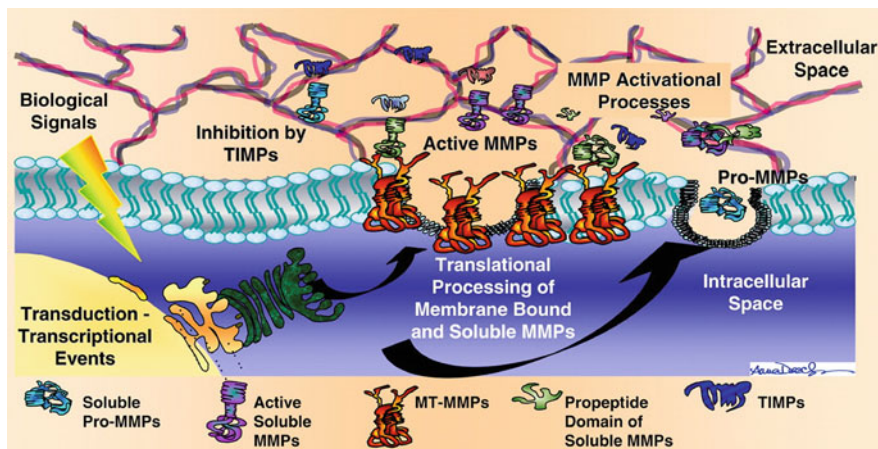 Extracellular
Space
MMP Activational
Processes
Biological
Signals
Inhibition by
TIMPs
Active MMPs
Pro-MMPs
Translational
Processing of
Membrane Bound
and Soluble MMPs
Intracellular
Space
Transduction -
Transcriptional
Events
Soluble
Pro-MMPs
Active
Soluble
MMPs
MT-MMPs
Propeptide
Domain of
Soluble MMPs
TIMPs